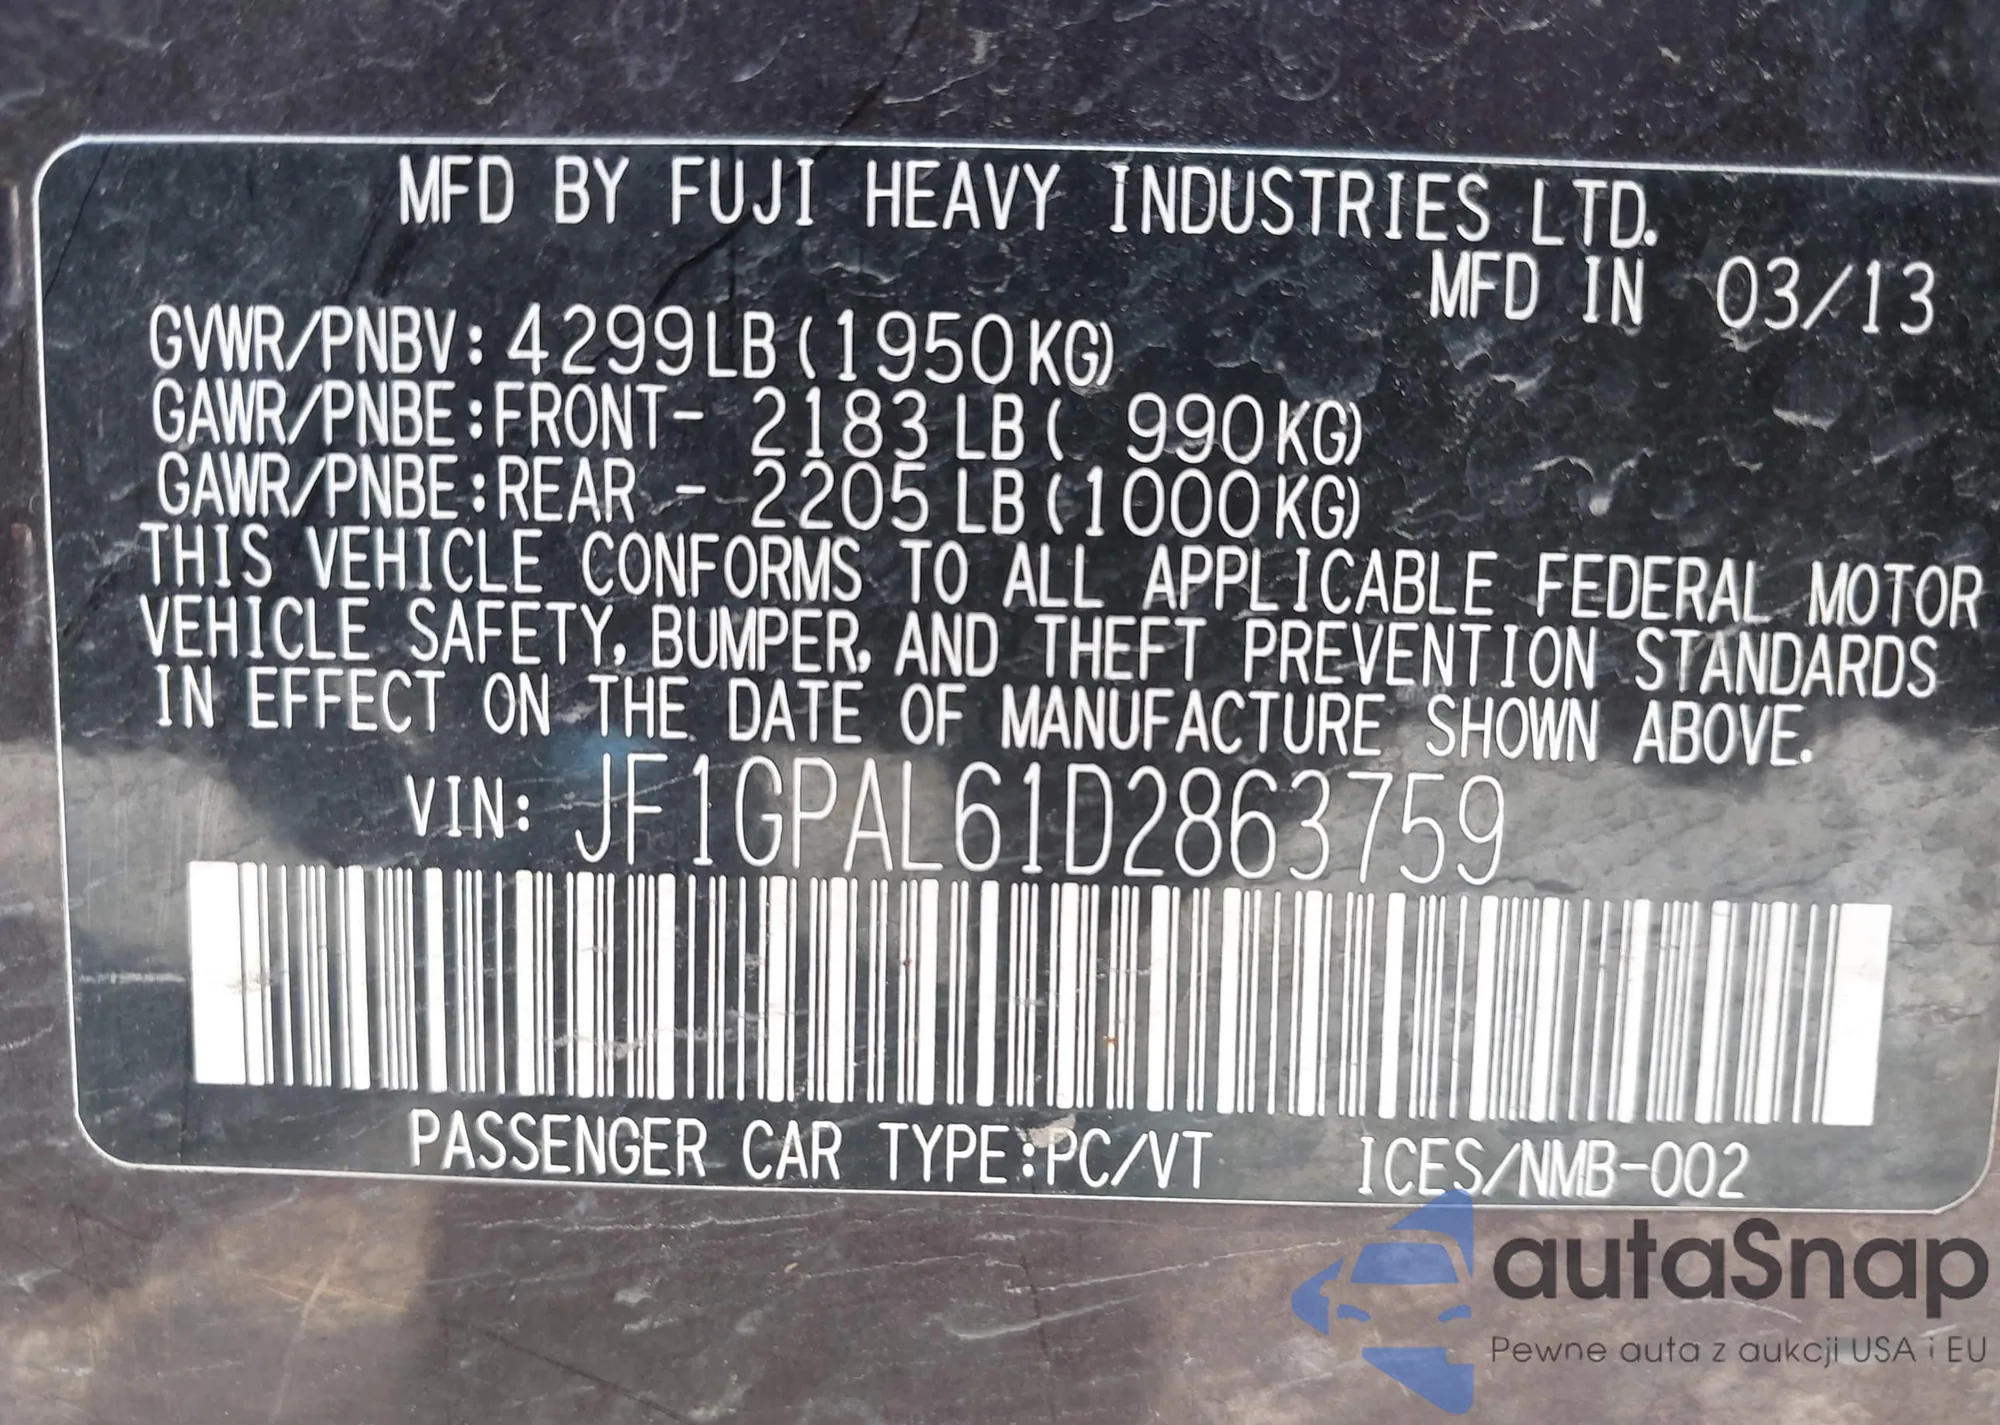 MFD BY FUJI HEAVY INDUSTRIES LTD.
MFD IN 03/13
GVWR/PNBV: 4299LB (1950KG)
GAWR/PNBE:FRONT- 2183 LB ( 990KG)
GAWR/PNBE:REAR - 2205 LB (1000KG)
THIS VEHICLE CONFORMS TO ALL APPLICABLE FEDERAL MOTOR
VEHICLE SAFETY, BUMPER, AND THEFT PREVENTION STANDARDS
IN EFFECT ON THE DATE OF MANUFACTURE SHOWN ABOVE.
VIN: JF1GPAL61D2863759
PASSENGER CAR TYPE:PC/VT ICES/NMB-002
autaSnap
Pewne auta z aukcji USA i EU